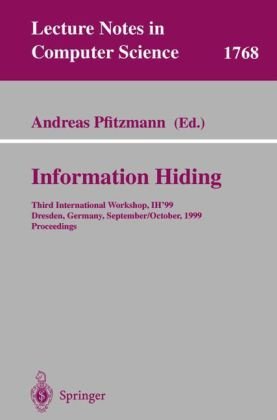 Lecture Notes in
Computer Science 1768
Andreas Pfitzmann (Ed.)
Information Hiding
Third International Workshop, IH'99
Dresden, Germany, September/October, 1999
Proceedings
Springer